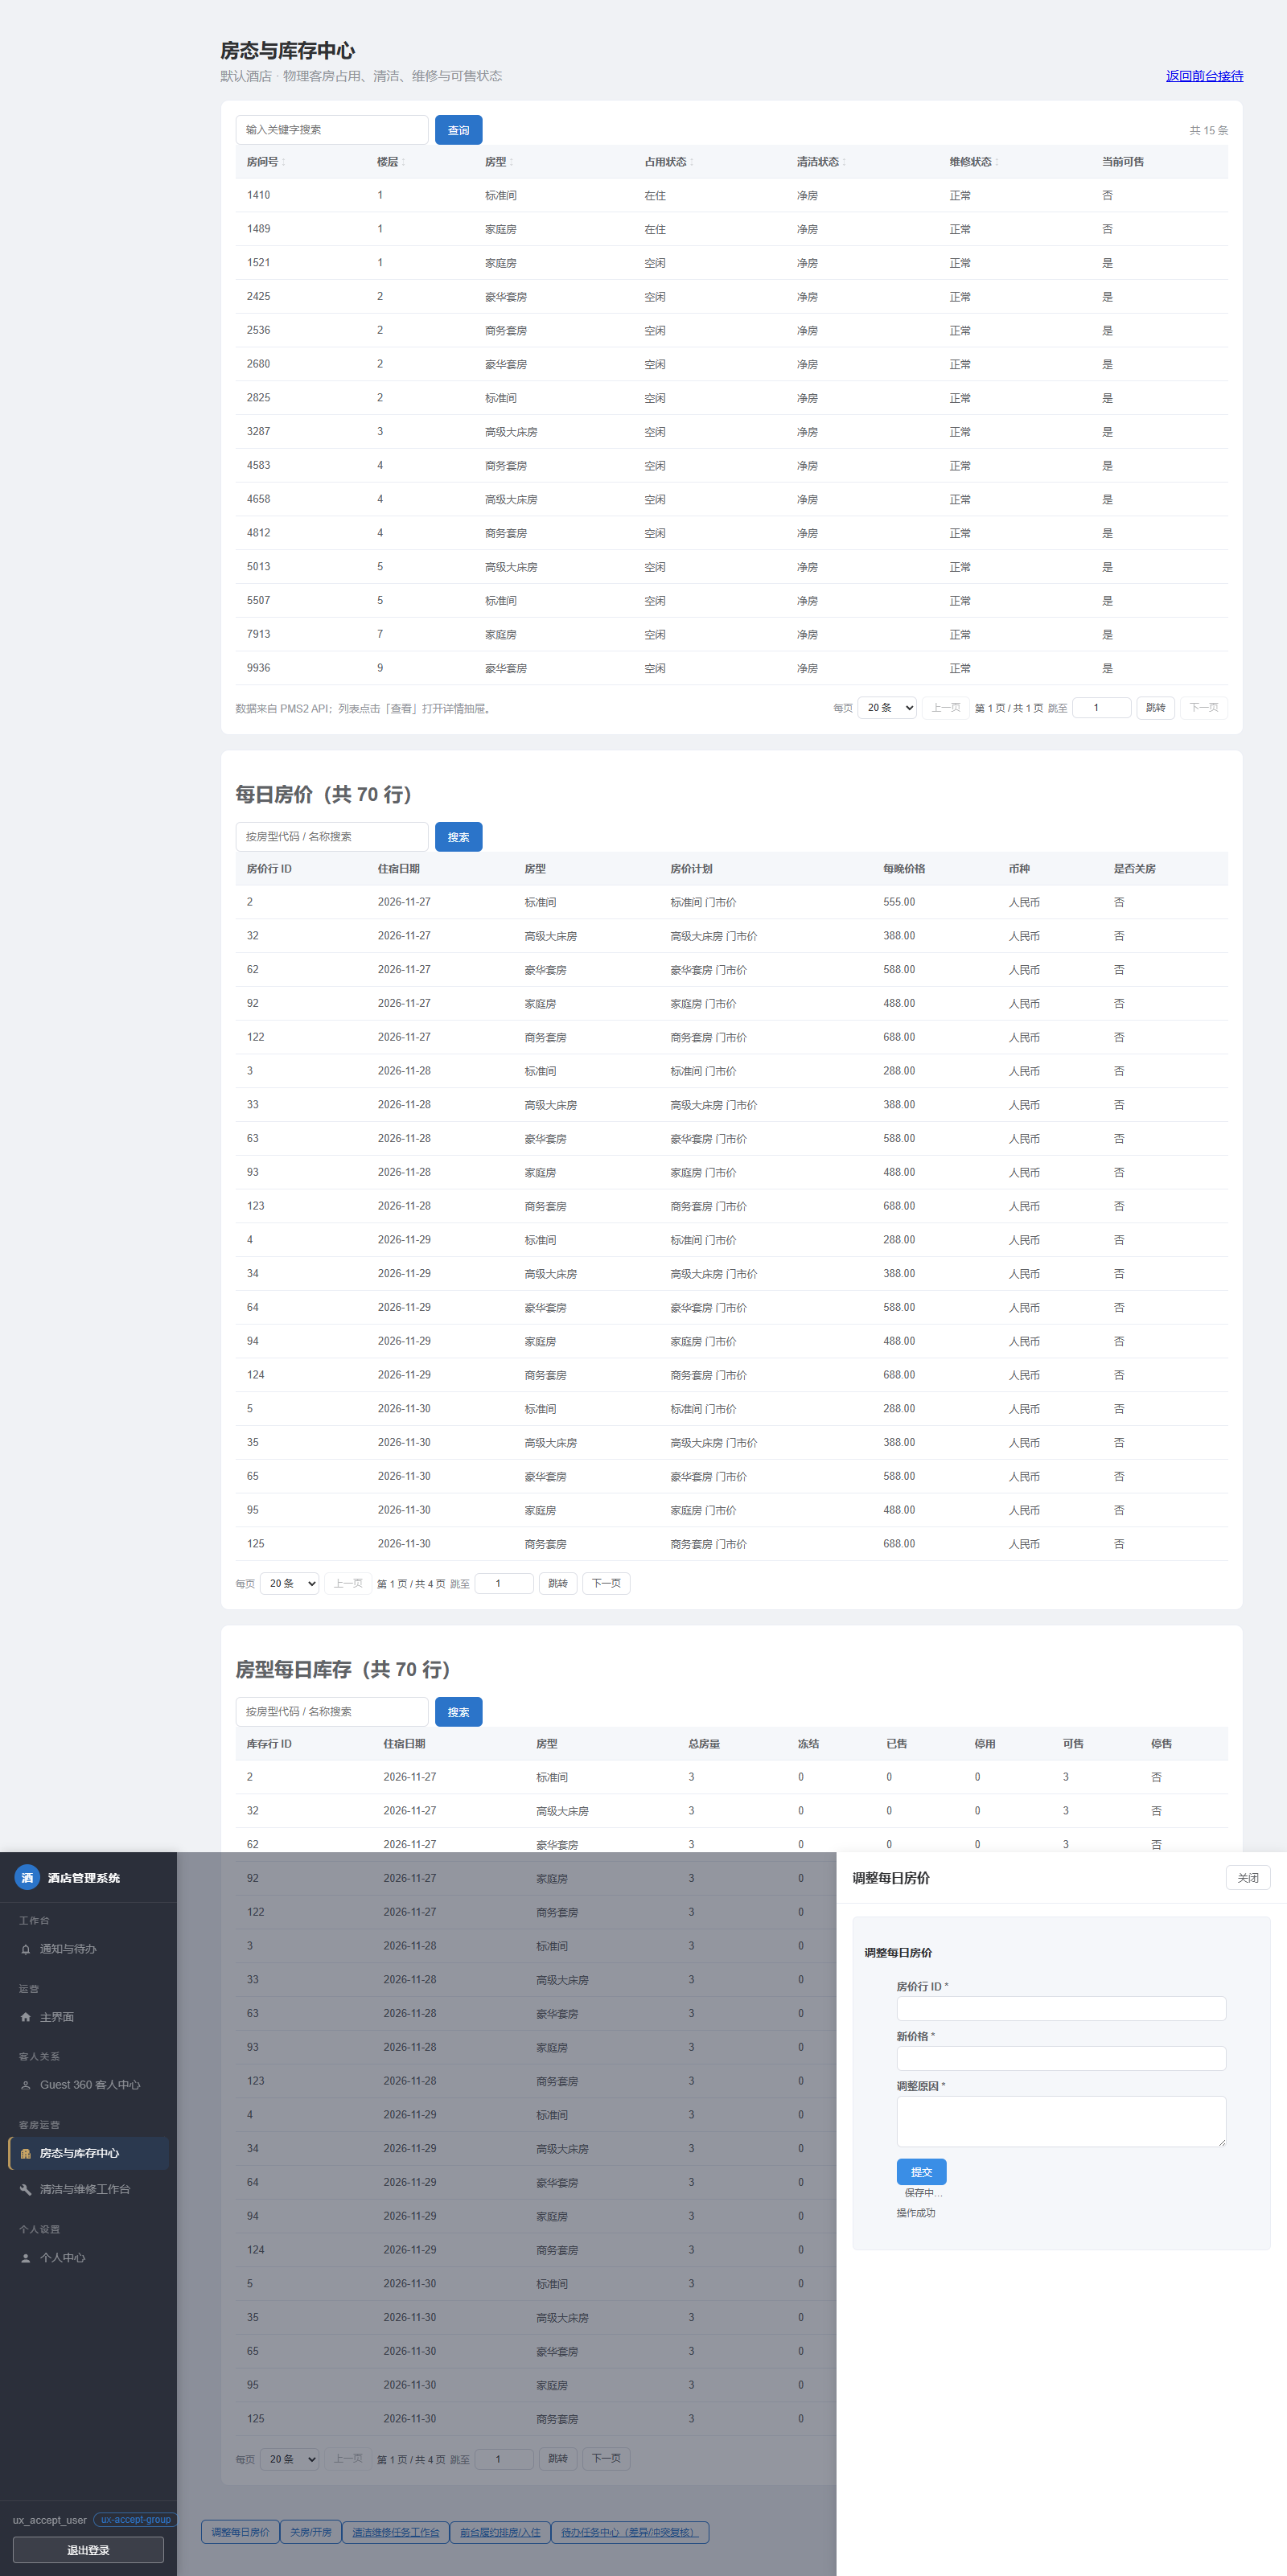 房态与库存中心
默认酒店 · 物理客房占用、清洁、维修与可售状态 返回前台接待
输入关键字搜索 查询 共 15 条
房间号 楼层 房型 占用状态 清洁状态 维修状态 当前可售
1410 1 标准间 在住 净房 正常 否
1489 1 家庭房 在住 净房 正常 否
1521 1 家庭房 空闲 净房 正常 是
2425 2 豪华套房 空闲 净房 正常 是
2536 2 商务套房 空闲 净房 正常 是
2680 2 豪华套房 空闲 净房 正常 是
2825 2 标准间 空闲 净房 正常 是
3287 3 高级大床房 空闲 净房 正常 是
4583 4 商务套房 空闲 净房 正常 是
4658 4 高级大床房 空闲 净房 正常 是
4812 4 商务套房 空闲 净房 正常 是
5013 5 高级大床房 空闲 净房 正常 是
5507 5 标准间 空闲 净房 正常 是
7913 7 家庭房 空闲 净房 正常 是
9936 9 豪华套房 空闲 净房 正常 是
数据来自 PMS2 API；列表点击「查看」打开详情抽屉。 每页 20 条 上一页 第 1 页 / 共 1 页 跳至 1 跳转 下一页
每日房价（共 70 行）
按房型代码 / 名称搜索 搜索
房价行 ID 住宿日期 房型 房价计划 每晚价格 币种 是否关房
2 2026-11-27 标准间 标准间 门市价 555.00 人民币 否
32 2026-11-27 高级大床房 高级大床房 门市价 388.00 人民币 否
62 2026-11-27 豪华套房 豪华套房 门市价 588.00 人民币 否
92 2026-11-27 家庭房 家庭房 门市价 488.00 人民币 否
122 2026-11-27 商务套房 商务套房 门市价 688.00 人民币 否
3 2026-11-28 标准间 标准间 门市价 288.00 人民币 否
33 2026-11-28 高级大床房 高级大床房 门市价 388.00 人民币 否
63 2026-11-28 豪华套房 豪华套房 门市价 588.00 人民币 否
93 2026-11-28 家庭房 家庭房 门市价 488.00 人民币 否
123 2026-11-28 商务套房 商务套房 门市价 688.00 人民币 否
4 2026-11-29 标准间 标准间 门市价 288.00 人民币 否
34 2026-11-29 高级大床房 高级大床房 门市价 388.00 人民币 否
64 2026-11-29 豪华套房 豪华套房 门市价 588.00 人民币 否
94 2026-11-29 家庭房 家庭房 门市价 488.00 人民币 否
124 2026-11-29 商务套房 商务套房 门市价 688.00 人民币 否
5 2026-11-30 标准间 标准间 门市价 288.00 人民币 否
35 2026-11-30 高级大床房 高级大床房 门市价 388.00 人民币 否
65 2026-11-30 豪华套房 豪华套房 门市价 588.00 人民币 否
95 2026-11-30 家庭房 家庭房 门市价 488.00 人民币 否
125 2026-11-30 商务套房 商务套房 门市价 688.00 人民币 否
每页 20 条 上一页 第 1 页 / 共 4 页 跳至 1 跳转 下一页
房型每日库存（共 70 行）
按房型代码 / 名称搜索 搜索
库存行 ID 住宿日期 房型 总房量 冻结 已售 停用 可售 停售
2 2026-11-27 标准间 3 0 0 0 3 否
32 2026-11-27 高级大床房 3 0 0 0 3 否
62 2026-11-27 豪华套房 3 0 0 0 3 否
92 2026-11-27 家庭房 3 0
122 2026-11-27 商务套房 3 0
3 2026-11-28 标准间 3 0
33 2026-11-28 高级大床房 3 0
63 2026-11-28 豪华套房 3 0
93 2026-11-28 家庭房 3 0
123 2026-11-28 商务套房 3 0
4 2026-11-29 标准间 3 0
34 2026-11-29 高级大床房 3 0
64 2026-11-29 豪华套房 3 0
94 2026-11-29 家庭房 3 0
124 2026-11-29 商务套房 3 0
5 2026-11-30 标准间 3 0
35 2026-11-30 高级大床房 3 0
65 2026-11-30 豪华套房 3 0
95 2026-11-30 家庭房 3 0
125 2026-11-30 商务套房 3 0
每页 20 条 上一页 第 1 页 / 共 4 页 跳至 1 跳转 下一页
调整每日房价 关房/开房 清洁维修任务工作台 前台履约排房/入住 待办任务中心（差异/冲突复核）
酒 酒店管理系统
工作台
通知与待办
运营
主界面
客人关系
Guest 360 客人中心
客房运营
房态与库存中心
清洁与维修工作台
个人设置
个人中心
ux_accept_user ux-accept-group
退出登录
调整每日房价 关闭
调整每日房价
房价行 ID *
新价格 *
调整原因 *
提交
保存中...
操作成功